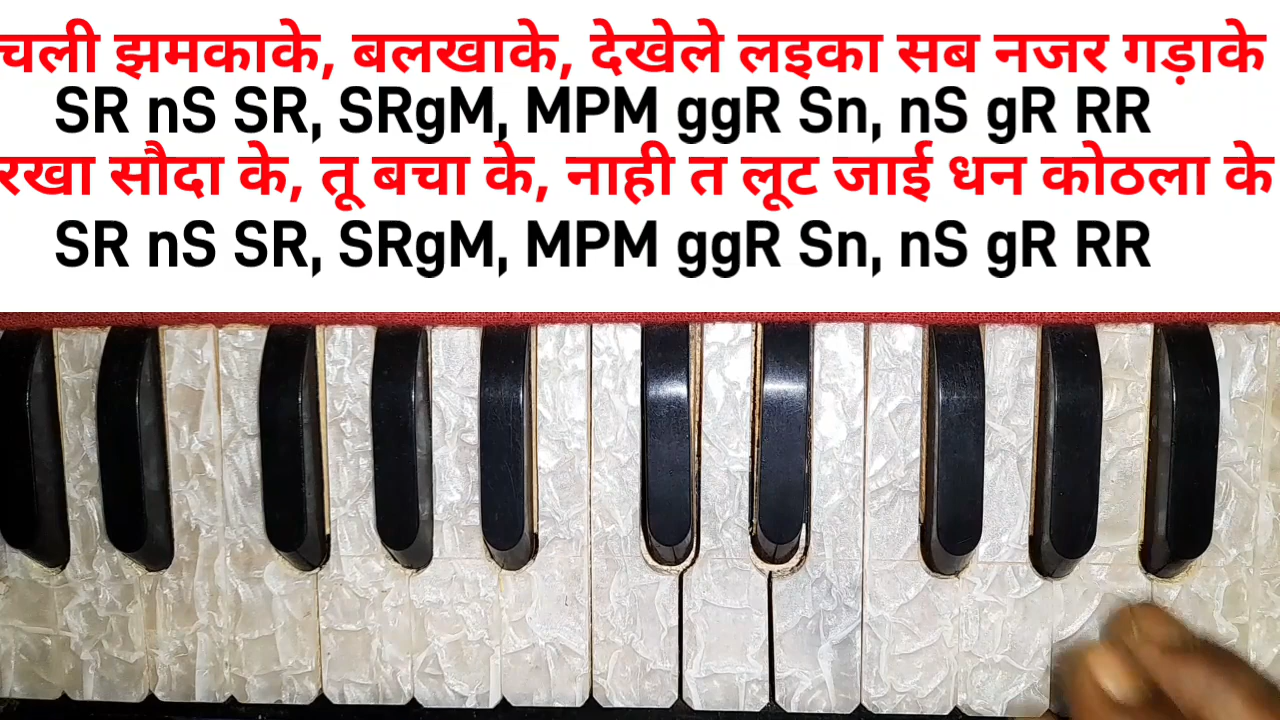 चली झमकाके, बलखाके, देखेले लइका सब नजर गड़ाके
SR nS SR, SRgM, MPM ggR Sn, nS gR RR
रखा सौदा के, तू बचा के, नाही त लूट जाई धन कोठला के
SR nS SR, SRgM, MPM ggR Sn, nS gR RR